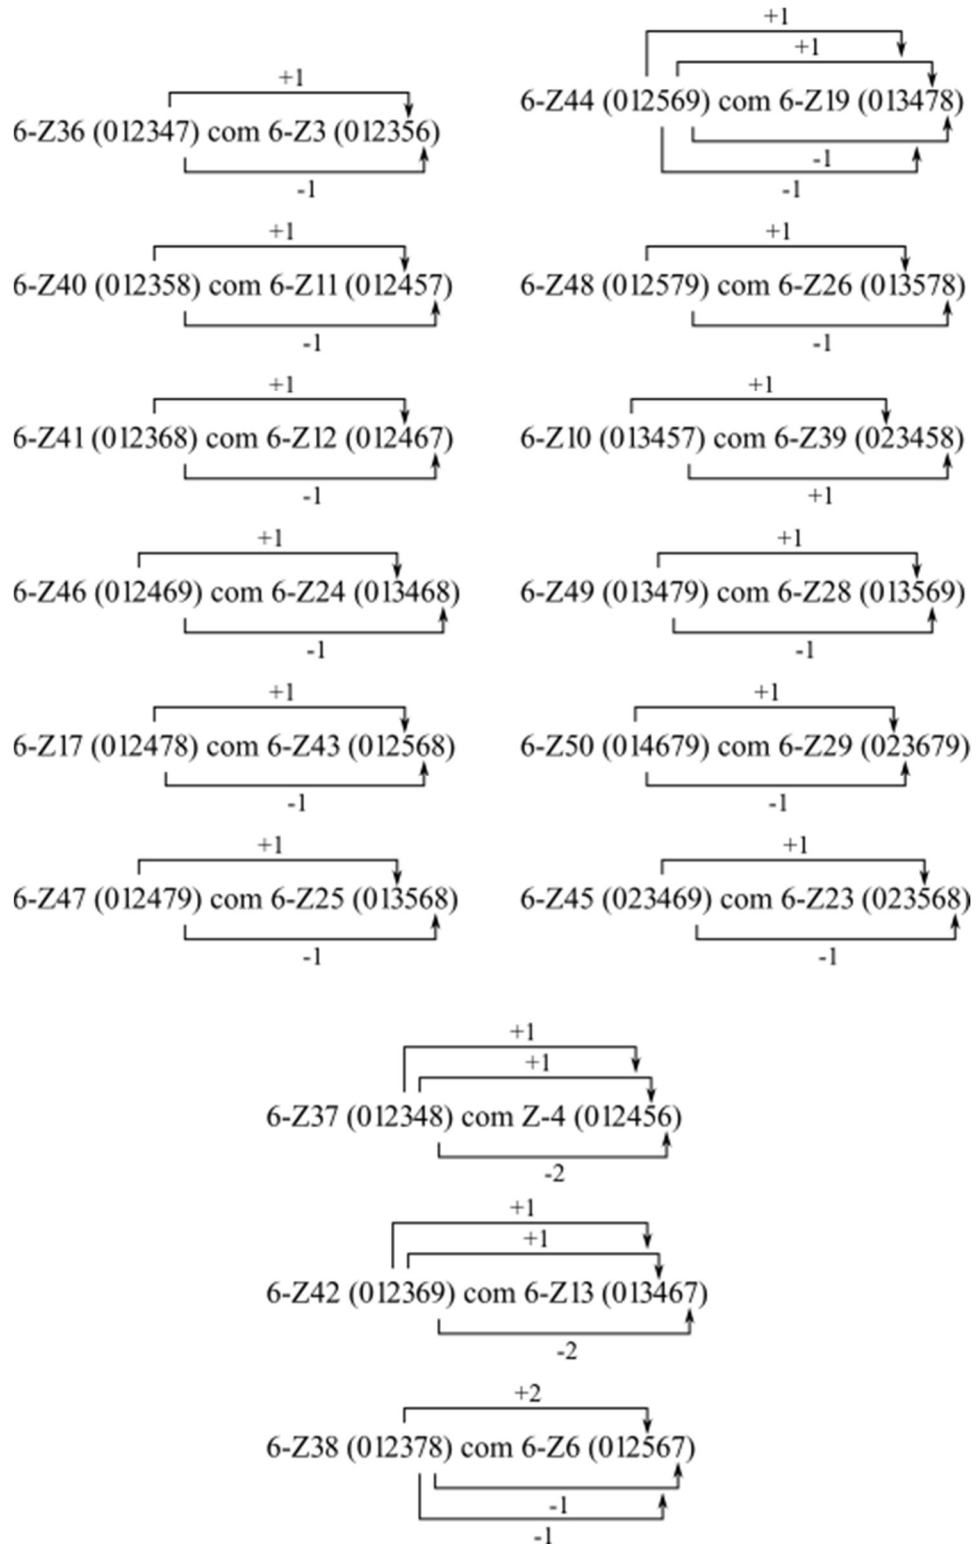 +1
6-Z36 (012347) com 6-Z3 (012356)
-1
+1
6-Z40 (012358) com 6-Z11 (012457)
-1
+1
6-Z41 (012368) com 6-Z12 (012467)
-1
+1
6-Z46 (012469) com 6-Z24 (013468)
-1
+1
6-Z17 (012478) com 6-Z43 (012568)
-1
+1
6-Z47 (012479) com 6-Z25 (013568)
-1
+1
+1
6-Z44 (012569) com 6-Z19 (013478)
-1
-1
+1
6-Z48 (012579) com 6-Z26 (013578)
-1
+1
6-Z10 (013457) com 6-Z39 (023458)
+1
+1
6-Z49 (013479) com 6-Z28 (013569)
-1
+1
6-Z50 (014679) com 6-Z29 (023679)
-1
+1
6-Z45 (023469) com 6-Z23 (023568)
-1
+1
+1
6-Z37 (012348) com Z-4 (012456)
-2
+1
+1
6-Z42 (012369) com 6-Z13 (013467)
-2
+2
6-Z38 (012378) com 6-Z6 (012567)
-1
-1